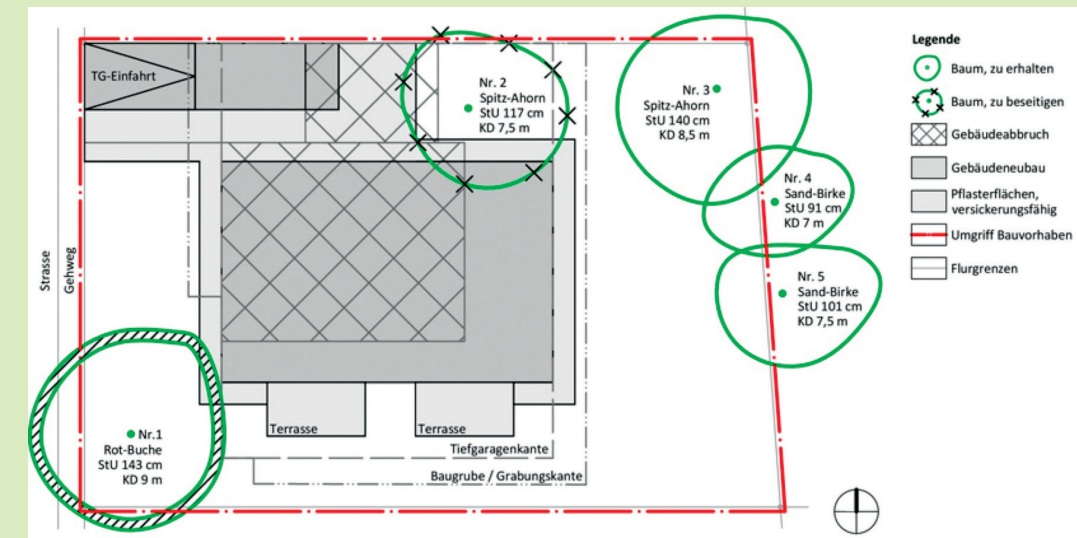 TG-Einfahrt
Nr. 2
Spitz-Ahorn
StU 117 cm
KD 7,5 m
Nr. 3
Spitz-Ahorn
StU 140 cm
KD 8,5 m
Nr. 4
Sand-Birke
StU 91 cm
KD 7 m
Nr. 5
Sand-Birke
StU 101 cm
KD 7,5 m
Strasse
Gehweg
Nr.1
Rot-Buche
StU 143 cm
KD 9 m
Terrasse
Terrasse
Tiefgaragenkante
Baugrube / Grabungskante
Legende
Baum, zu erhalten
Baum, zu beseitigen
Gebäudeabbruch
Gebäudeneubau
Pflasterflächen,
versickerungsfähig
Umgriff Bauvorhaben
Flurgrenzen